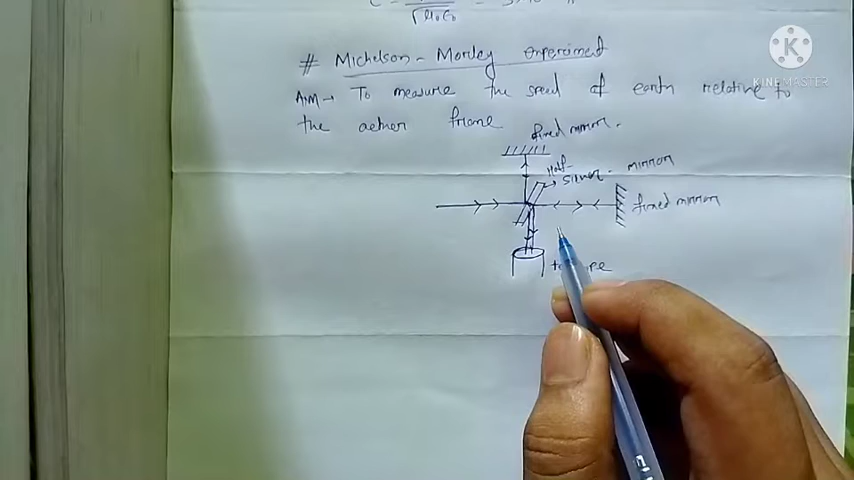 # Michelson - Morley experiment
AIM → To measure the speed of earth relative to
the aether frame
fixed mirror.
Half-
silver. mirror
fixed mirror
K
KINEMASTER